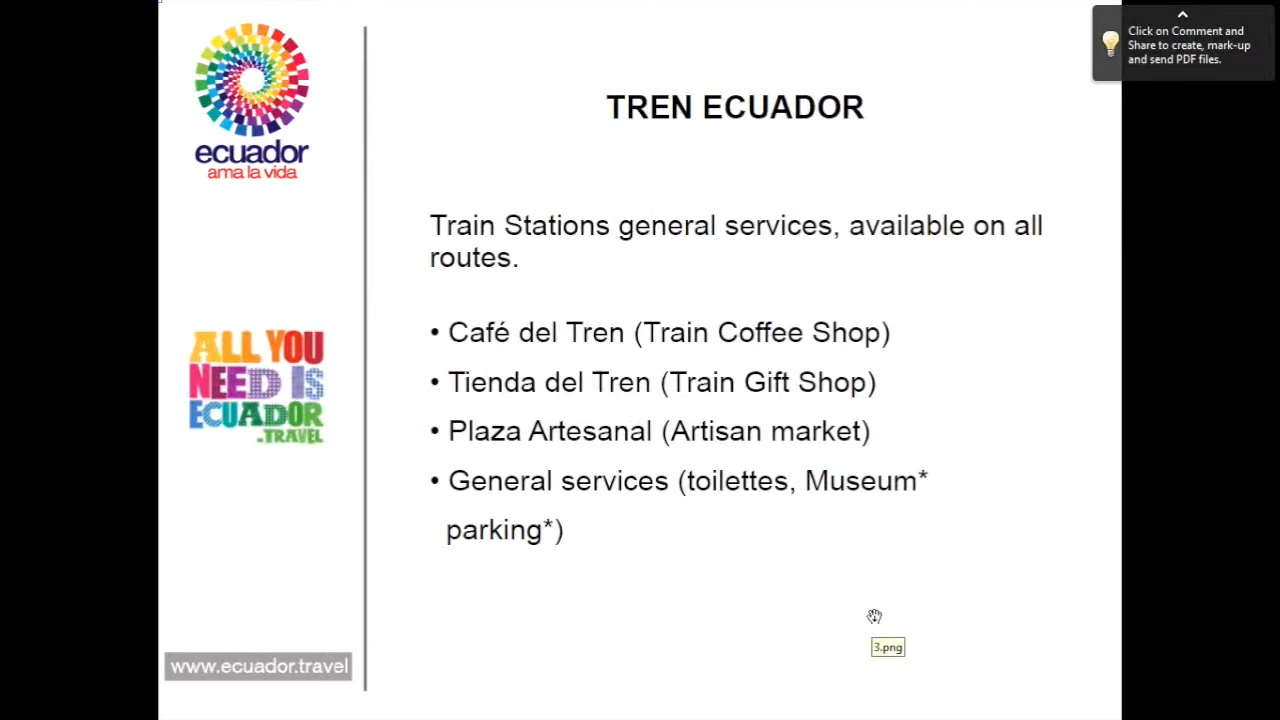 ecuador
ama la vida
ALL YOU
NEED IS
ECUADOR
.TRAVEL
www.ecuador.travel
TREN ECUADOR
Train Stations general services, available on all
routes.
• Café del Tren (Train Coffee Shop)
• Tienda del Tren (Train Gift Shop)
• Plaza Artesanal (Artisan market)
• General services (toilettes, Museum*
parking*)
Click on Comment and
Share to create, mark-up
and send PDF files.
3.png